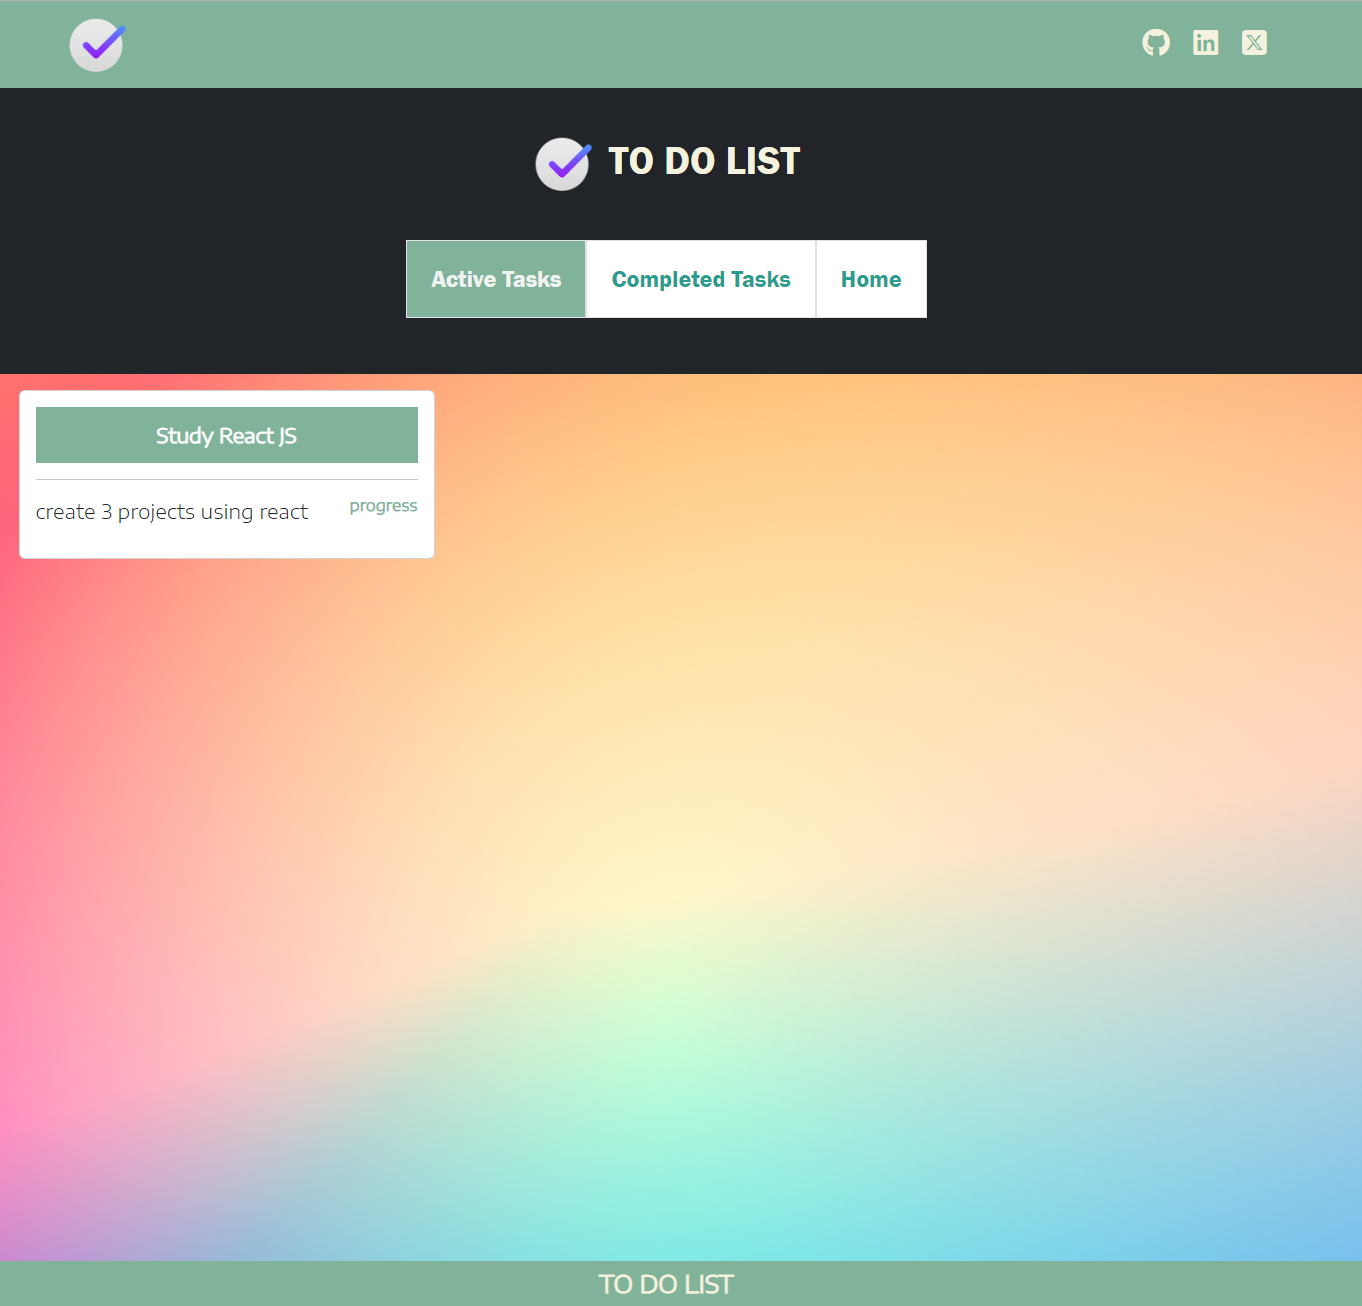 TO DO LIST
Active Tasks Completed Tasks Home
Study React JS
create 3 projects using react progress
TO DO LIST